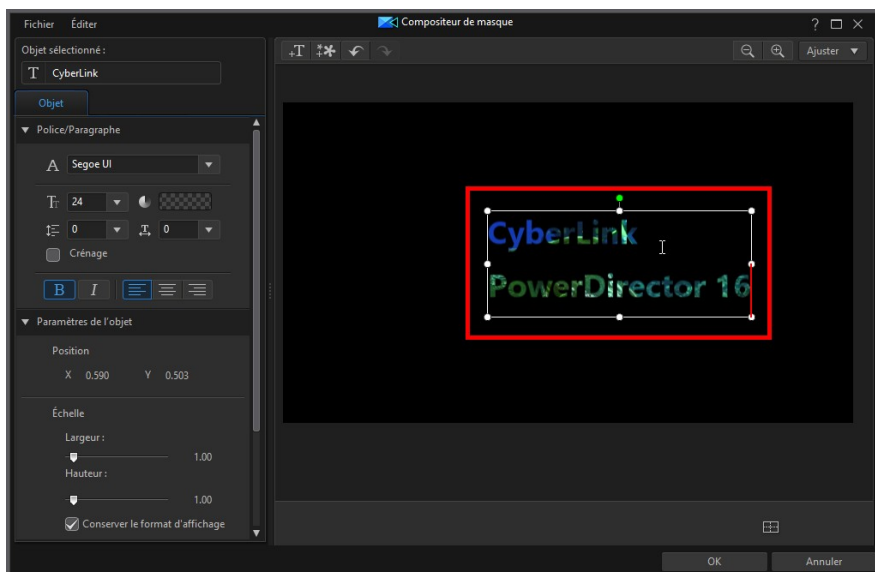 Fichier Éditer
Compositeur de masque
? □ ×
Objet sélectionné :
T CyberLink
Objet
Police/Paragraphe
A Segoe UI
24
0 0
Crénage
B I
Paramètres de l'objet
Position
X 0.590 Y 0.503
Échelle
Largeur :
1.00
Hauteur :
1.00
Conserver le format d'affichage
Ajuster
CyberLink
PowerDirector 16
OK Annuler